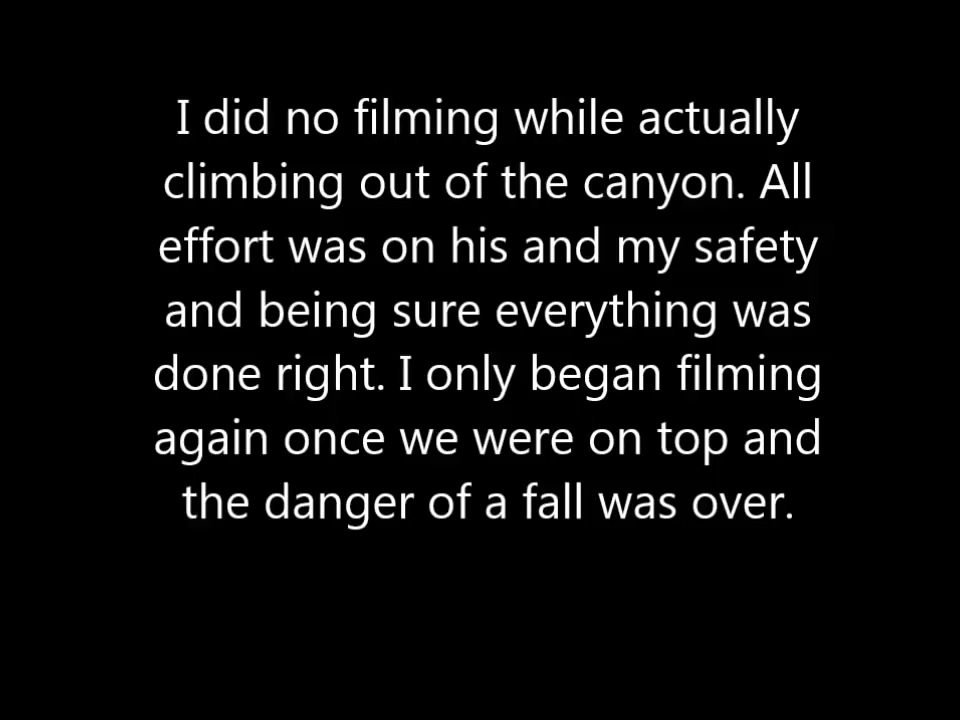 I did no filming while actually
climbing out of the canyon. All
effort was on his and my safety
and being sure everything was
done right. I only began filming
again once we were on top and
the danger of a fall was over.